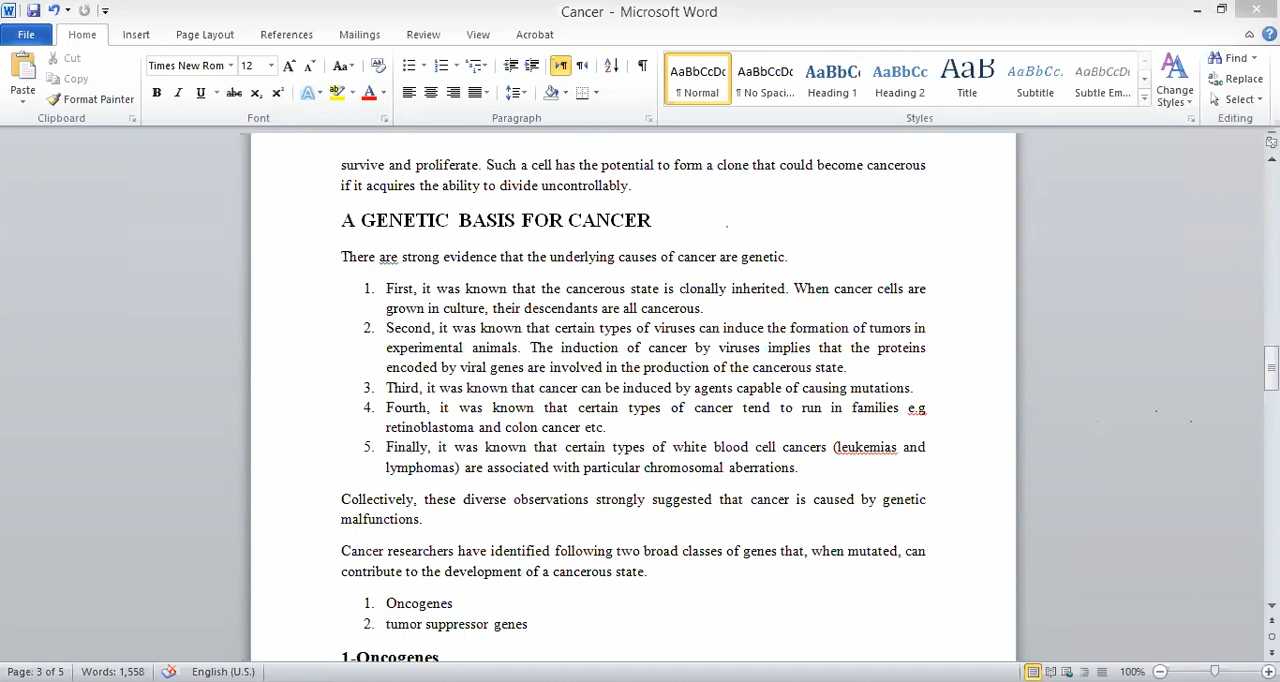 Cancer - Microsoft Word
File Home Insert Page Layout References Mailings Review View Acrobat
Paste Cut Copy Format Painter Clipboard
Times New Rom 12 Aa B I U abc X₂ X² A A Font
Paragraph
AaBbCcDc ¶ Normal AaBbCcDc ¶ No Spaci... AaBbC Heading 1 AaBbCc Heading 2 AaB Title AaBbCc. Subtitle AaBbCcDi Subtle Em... Change Styles Styles
Find Replace Select Editing
survive and proliferate. Such a cell has the potential to form a clone that could become cancerous
if it acquires the ability to divide uncontrollably.
A GENETIC BASIS FOR CANCER
There are strong evidence that the underlying causes of cancer are genetic.
1. First, it was known that the cancerous state is clonally inherited. When cancer cells are
grown in culture, their descendants are all cancerous.
2. Second, it was known that certain types of viruses can induce the formation of tumors in
experimental animals. The induction of cancer by viruses implies that the proteins
encoded by viral genes are involved in the production of the cancerous state.
3. Third, it was known that cancer can be induced by agents capable of causing mutations.
4. Fourth, it was known that certain types of cancer tend to run in families e.g
retinoblastoma and colon cancer etc.
5. Finally, it was known that certain types of white blood cell cancers (leukemias and
lymphomas) are associated with particular chromosomal aberrations.
Collectively, these diverse observations strongly suggested that cancer is caused by genetic
malfunctions.
Cancer researchers have identified following two broad classes of genes that, when mutated, can
contribute to the development of a cancerous state.
1. Oncogenes
2. tumor suppressor genes
1-Oncogenes
Page: 3 of 5 Words: 1,558 English (U.S.) 100%